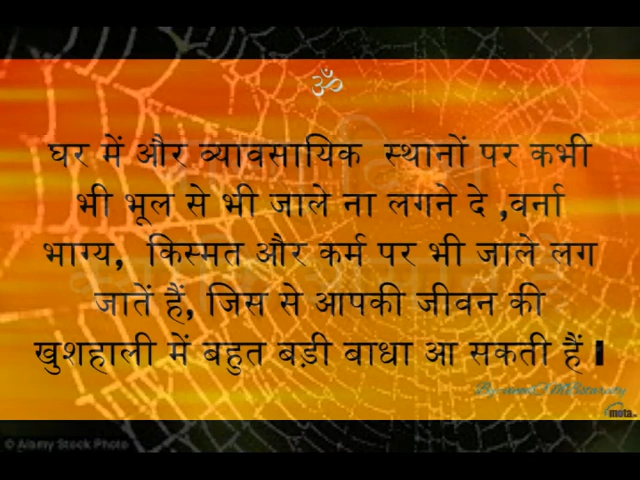 ॐ
घर में और व्यावसायिक स्थानों पर कभी
भी भूल से भी जाले ना लगने दे ,वर्ना
भाग्य, किस्मत और कर्म पर भी जाले लग
जातें हैं, जिस से आपकी जीवन की
खुशहाली में बहुत बड़ी बाधा आ सकती हैं I
mota
© Alamy Stock Photo